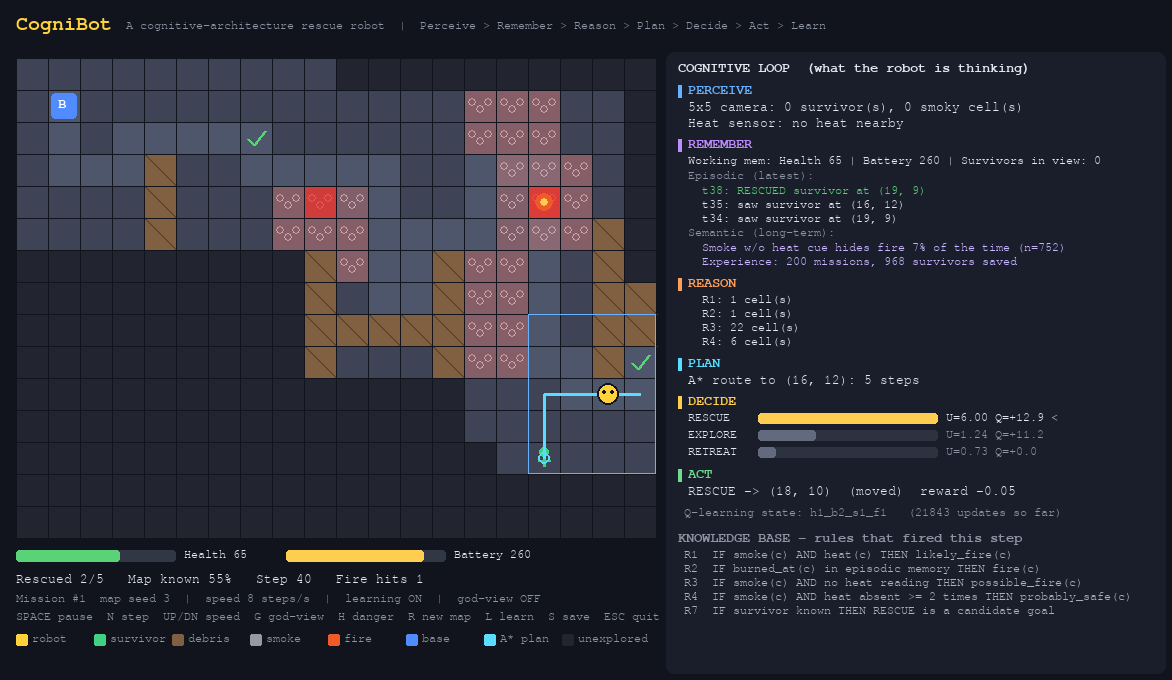 CogniBot A cognitive-architecture rescue robot | Perceive > Remember > Reason > Plan > Decide > Act > Learn
B
Health 65 Battery 260
Rescued 2/5 Map known 55% Step 40 Fire hits 1
Mission #1 map seed 3 | speed 8 steps/s | learning ON | god-view OFF
SPACE pause N step UP/DN speed G god-view H danger R new map L learn S save ESC quit
robot survivor debris smoke fire base A* plan unexplored
COGNITIVE LOOP (what the robot is thinking)
PERCEIVE
5x5 camera: 0 survivor(s), 0 smoky cell(s)
Heat sensor: no heat nearby
REMEMBER
Working mem: Health 65 | Battery 260 | Survivors in view: 0
Episodic (latest):
t38: RESCUED survivor at (19, 9)
t35: saw survivor at (16, 12)
t34: saw survivor at (19, 9)
Semantic (long-term):
Smoke w/o heat cue hides fire 7% of the time (n=752)
Experience: 200 missions, 968 survivors saved
REASON
R1: 1 cell(s)
R2: 1 cell(s)
R3: 22 cell(s)
R4: 6 cell(s)
PLAN
A* route to (16, 12): 5 steps
DECIDE
RESCUE U=6.00 Q=+12.9 <
EXPLORE U=1.24 Q=+11.2
RETREAT U=0.73 Q=+0.0
ACT
RESCUE -> (18, 10) (moved) reward -0.05
Q-learning state: h1_b2_s1_f1 (21843 updates so far)
KNOWLEDGE BASE - rules that fired this step
R1 IF smoke(c) AND heat(c) THEN likely_fire(c)
R2 IF burned_at(c) in episodic memory THEN fire(c)
R3 IF smoke(c) AND no heat reading THEN possible_fire(c)
R4 IF smoke(c) AND heat absent >= 2 times THEN probably_safe(c)
R7 IF survivor known THEN RESCUE is a candidate goal